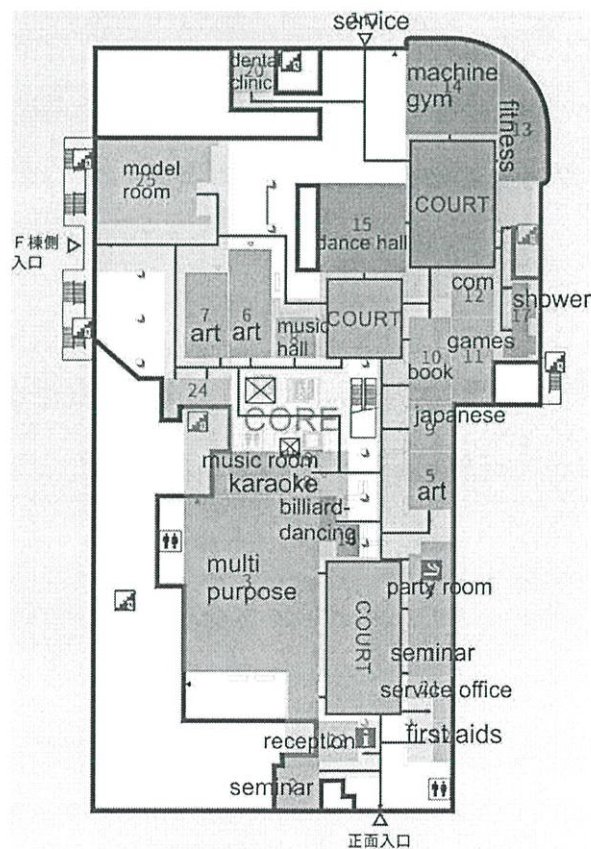 service
dental
20
clinic
machine
14
gym
13
fitness
model
25
room
COURT
15
dance hall
F棟側
入口
com
12
shower
17
7
art
6
art
music
hall
COURT
10
book
games
11
24
CORE
japanese
9
music room
karaoke
5
art
billiard-
dancing
multi
3
purpose
COURT
party room
seminar
service office
first aids
reception
i
seminar
2
正面入口